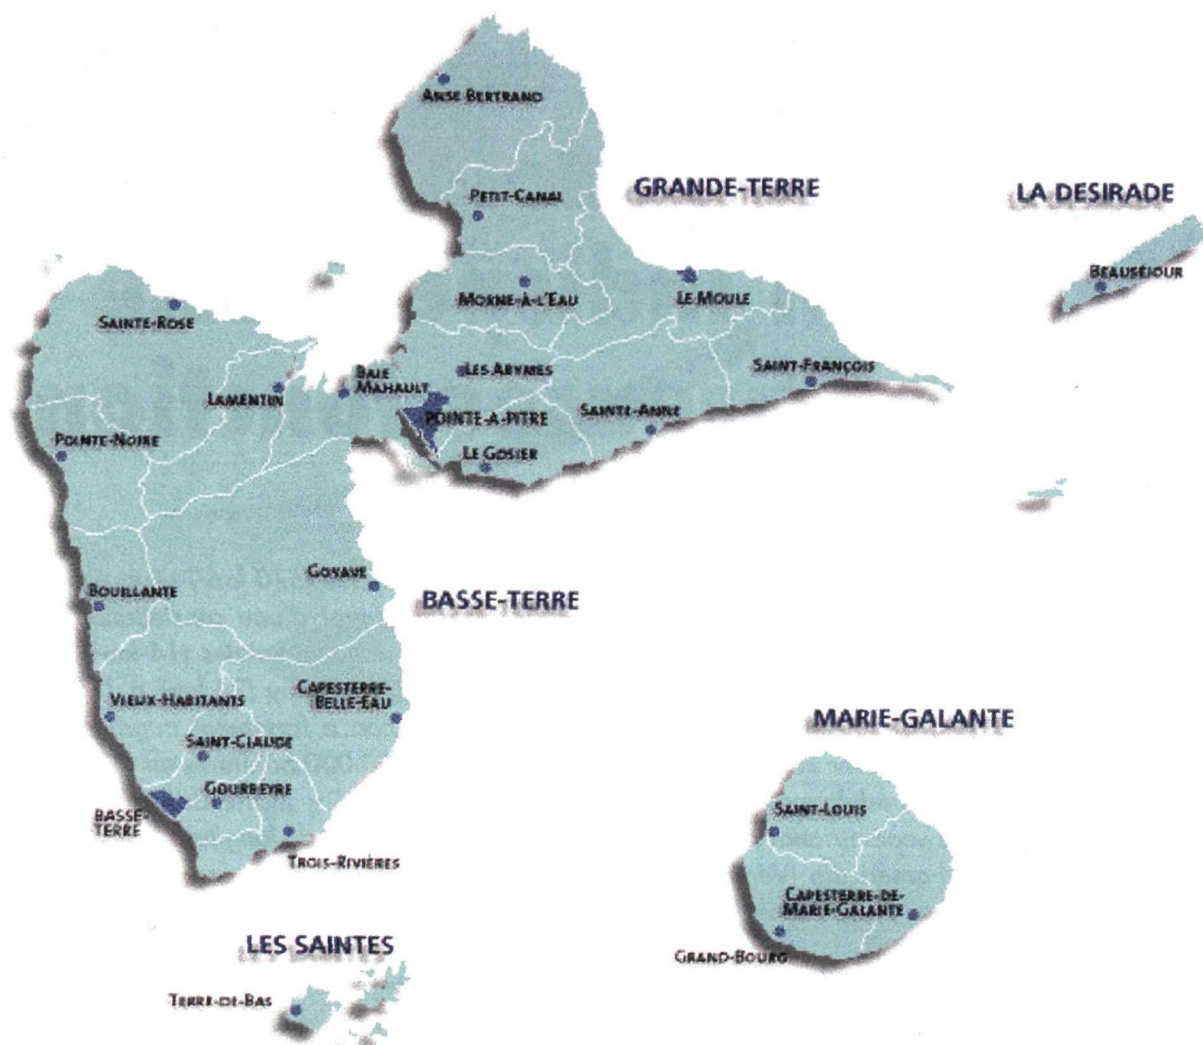 ANSE BERTRAND
GRANDE-TERRE
LA DESIRADE
PETIT-CANAL
BEAUSÉJOUR
MORNE-À-L'EAU
LE MOULE
SAINTE-ROSE
LES ABYMES
SAINT-FRANÇOIS
BAIE
MAHAULT
LAMENTIN
POINTE-A-PITRE
SAINTE-ANNE
POINTE-NOIRE
LE GOSIER
GOYAVE
BOUILLANTE
BASSE-TERRE
VIEUX-HABITANTS
CAPESTERRE-
BELLE-EAU
MARIE-GALANTE
SAINT-CLAUDE
GOURBEYRE
BASSE-
TERRE
SAINT-LOUIS
TROIS-RIVIÈRES
CAPESTERRE-DE-
MARIE-GALANTE
LES SAINTES
GRAND-BOURG
TERRE-DE-BAS